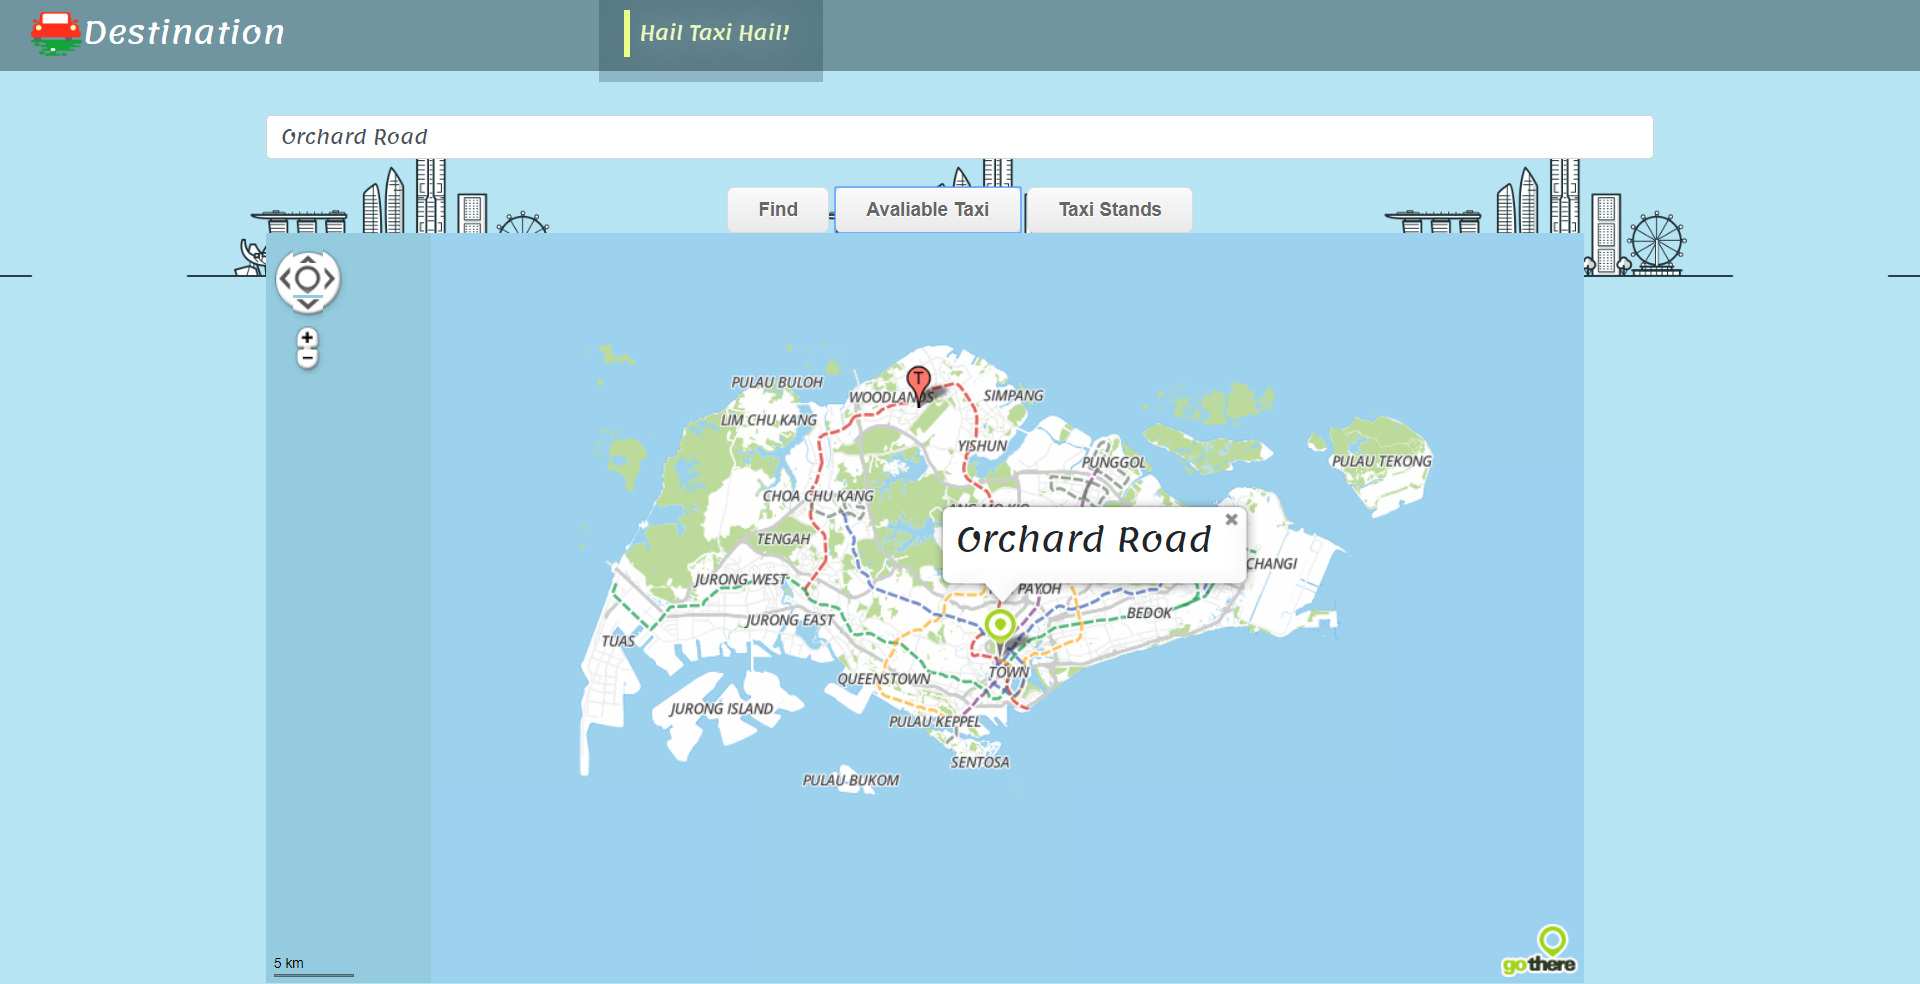 Destination
Hail Taxi Hail!
Orchard Road
Find
Avaliable Taxi
Taxi Stands
PULAU BULOH
T
WOODLANDS
SIMPANG
LIM CHU KANG
YISHUN
PUNGGOL
PULAU TEKONG
CHOA CHU KANG
Orchard Road
TENGAH
CHANGI
JURONG WEST
PAYOH
JURONG EAST
BEDOK
TUAS
TOWN
QUEENSTOWN
JURONG ISLAND
PULAU KEPPEL
SENTOSA
PULAU BUKOM
5 km
gothere